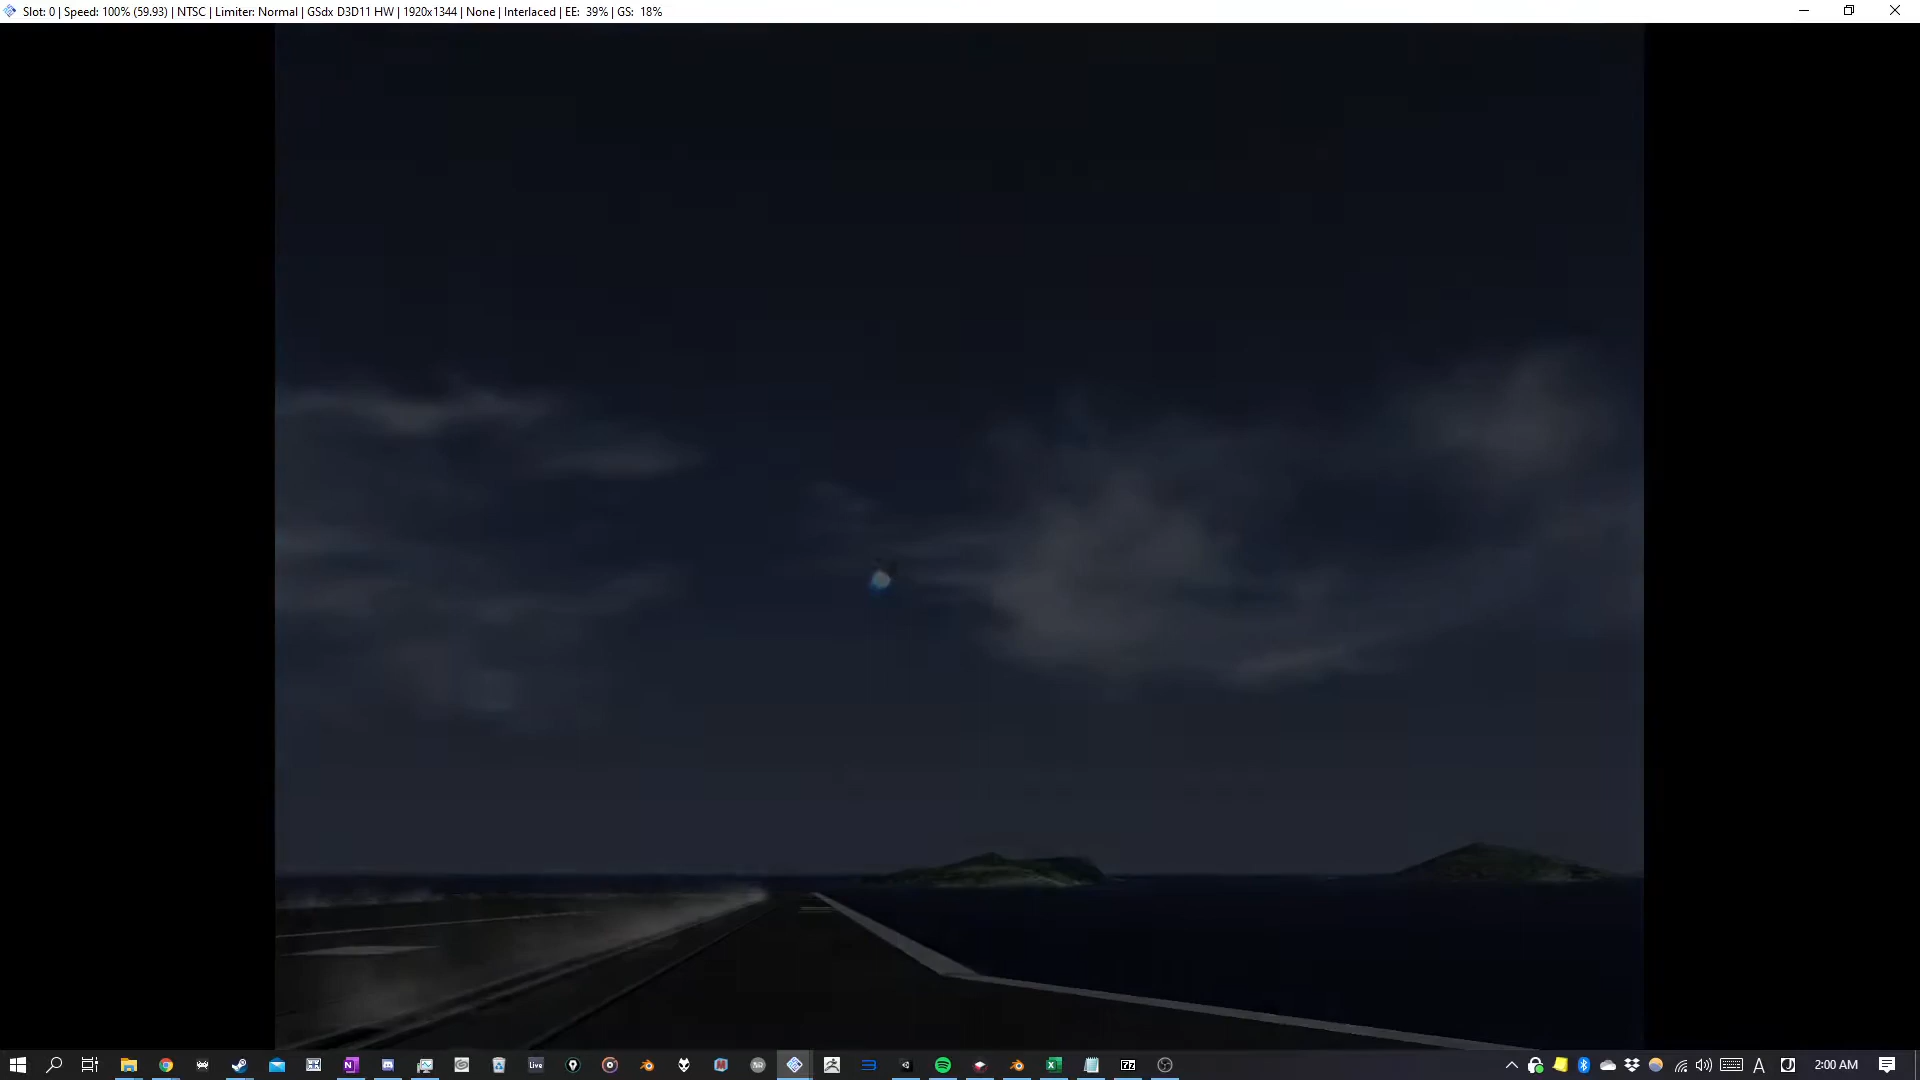 Slot: 0 | Speed: 100% (59.93) | NTSC | Limiter: Normal | GSdx D3D11 HW | 1920x1344 | None | Interlaced | EE:  39% | GS:  18%
Live
2:00 AM